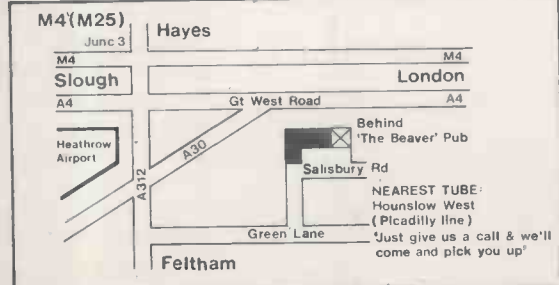 M4 (M25)
Junc 3
Hayes
M4
M4
Slough
London
A4
Gt West Road
A4
Behind
'The Beaver' Pub
Heathrow
Airport
A30
A312
Salisbury Rd
NEAREST TUBE:
Hounslow West
(Picadilly line)
Green Lane
'Just give us a call & we'll
come and pick you up'
Feltham